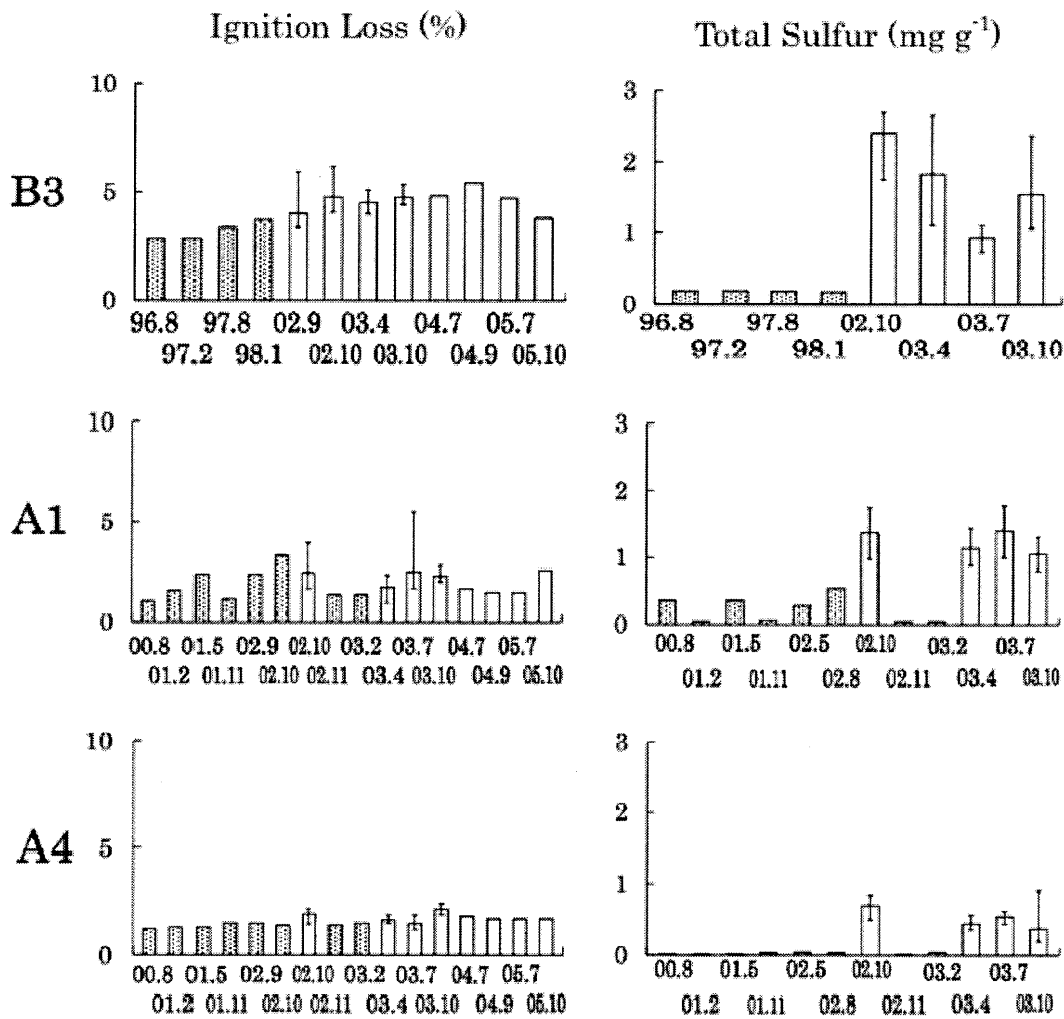 Ignition Loss (%)
Total Sulfur (mg g⁻¹)
B3
10
5
0
96.8 97.8 02.9 03.4 04.7 05.7
97.2 98.1 02.10 03.10 04.9 05.10
3
2
1
0
96.8 97.8 02.10 03.7
97.2 98.1 03.4 03.10
A1
10
5
0
00.8 01.5 02.9 02.10 03.2 03.7 04.7 05.7
01.2 01.11 02.10 02.11 03.4 03.10 04.9 05.10
3
2
1
0
00.8 01.5 02.5 02.10 03.2 03.7
01.2 01.11 02.8 02.11 03.4 03.10
A4
10
5
0
00.8 01.5 02.9 02.10 03.2 03.7 04.7 05.7
01.2 01.11 02.10 02.11 03.4 03.10 04.9 05.10
3
2
1
0
00.8 01.5 02.5 02.10 03.2 03.7
01.2 01.11 02.8 02.11 03.4 03.10